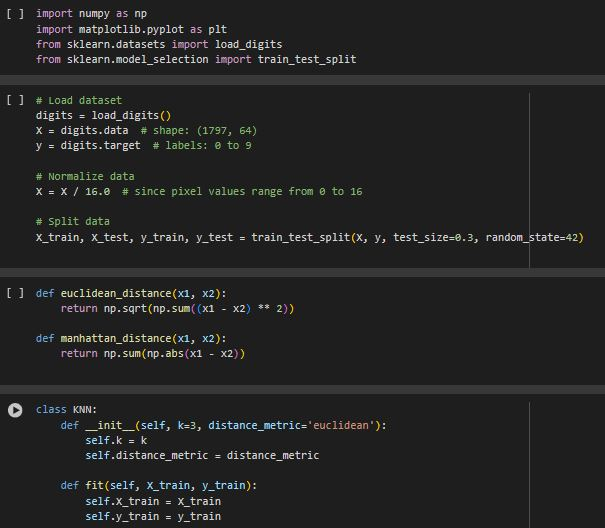 [ ] import numpy as np
import matplotlib.pyplot as plt
from sklearn.datasets import load_digits
from sklearn.model_selection import train_test_split
[ ] # Load dataset
digits = load_digits()
X = digits.data  # shape: (1797, 64)
y = digits.target  # labels: 0 to 9
# Normalize data
X = X / 16.0  # since pixel values range from 0 to 16
# Split data
X_train, X_test, y_train, y_test = train_test_split(X, y, test_size=0.3, random_state=42)
[ ] def euclidean_distance(x1, x2):
    return np.sqrt(np.sum((x1 - x2) ** 2))
def manhattan_distance(x1, x2):
    return np.sum(np.abs(x1 - x2))
class KNN:
    def __init__(self, k=3, distance_metric='euclidean'):
        self.k = k
        self.distance_metric = distance_metric
    def fit(self, X_train, y_train):
        self.X_train = X_train
        self.y_train = y_train